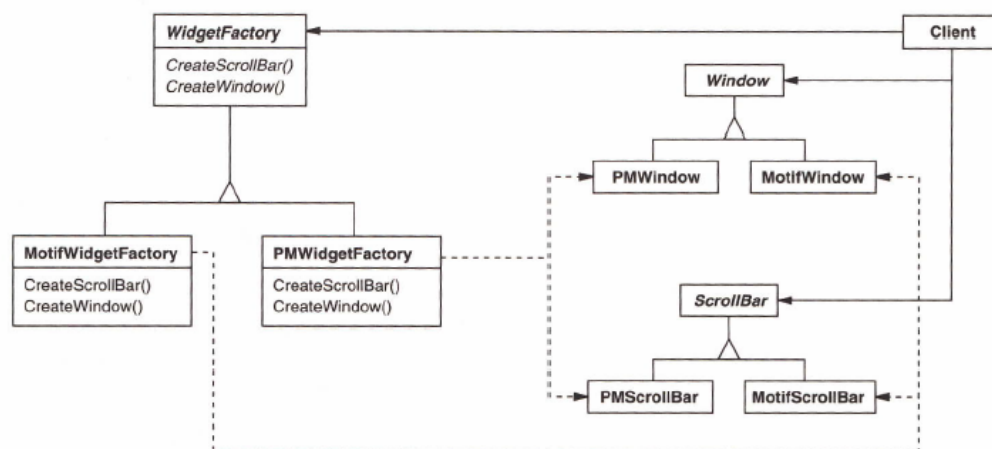 WidgetFactory
CreateScrollBar()
CreateWindow()
Client
Window
PMWindow
MotifWindow
MotifWidgetFactory
CreateScrollBar()
CreateWindow()
PMWidgetFactory
CreateScrollBar()
CreateWindow()
ScrollBar
PMScrollBar
MotifScrollBar